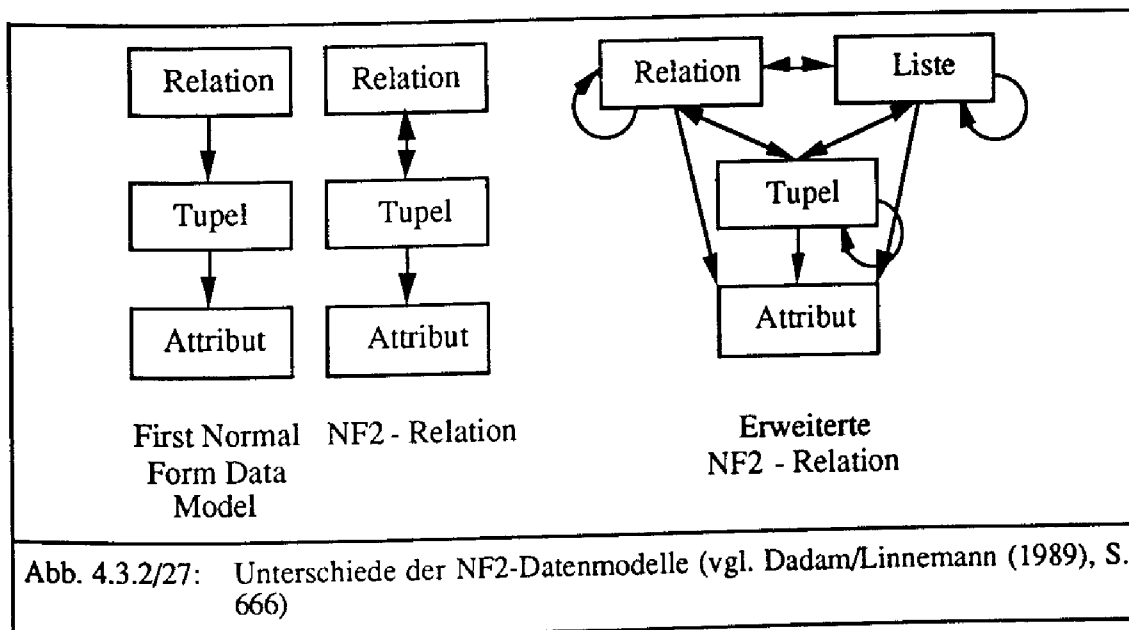 Relation
Relation
Relation
Liste
Tupel
Tupel
Tupel
Attribut
Attribut
Attribut
First Normal
Form Data
Model
NF2 - Relation
Erweiterte
NF2 - Relation
Abb. 4.3.2/27: Unterschiede der NF2-Datenmodelle (vgl. Dadam/Linnemann (1989), S.
666)